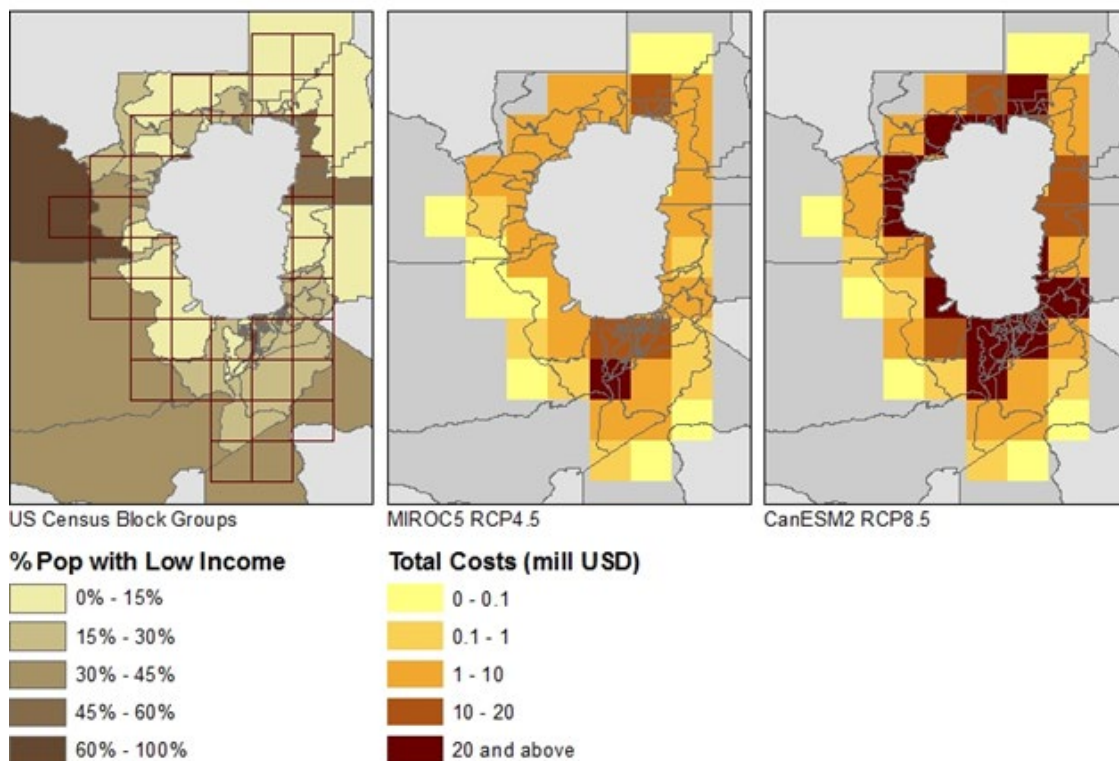 US Census Block Groups
MIROC5 RCP4.5
CanESM2 RCP8.5
% Pop with Low Income
0% - 15%
15% - 30%
30% - 45%
45% - 60%
60% - 100%
Total Costs (mill USD)
0 - 0.1
0.1 - 1
1 - 10
10 - 20
20 and above